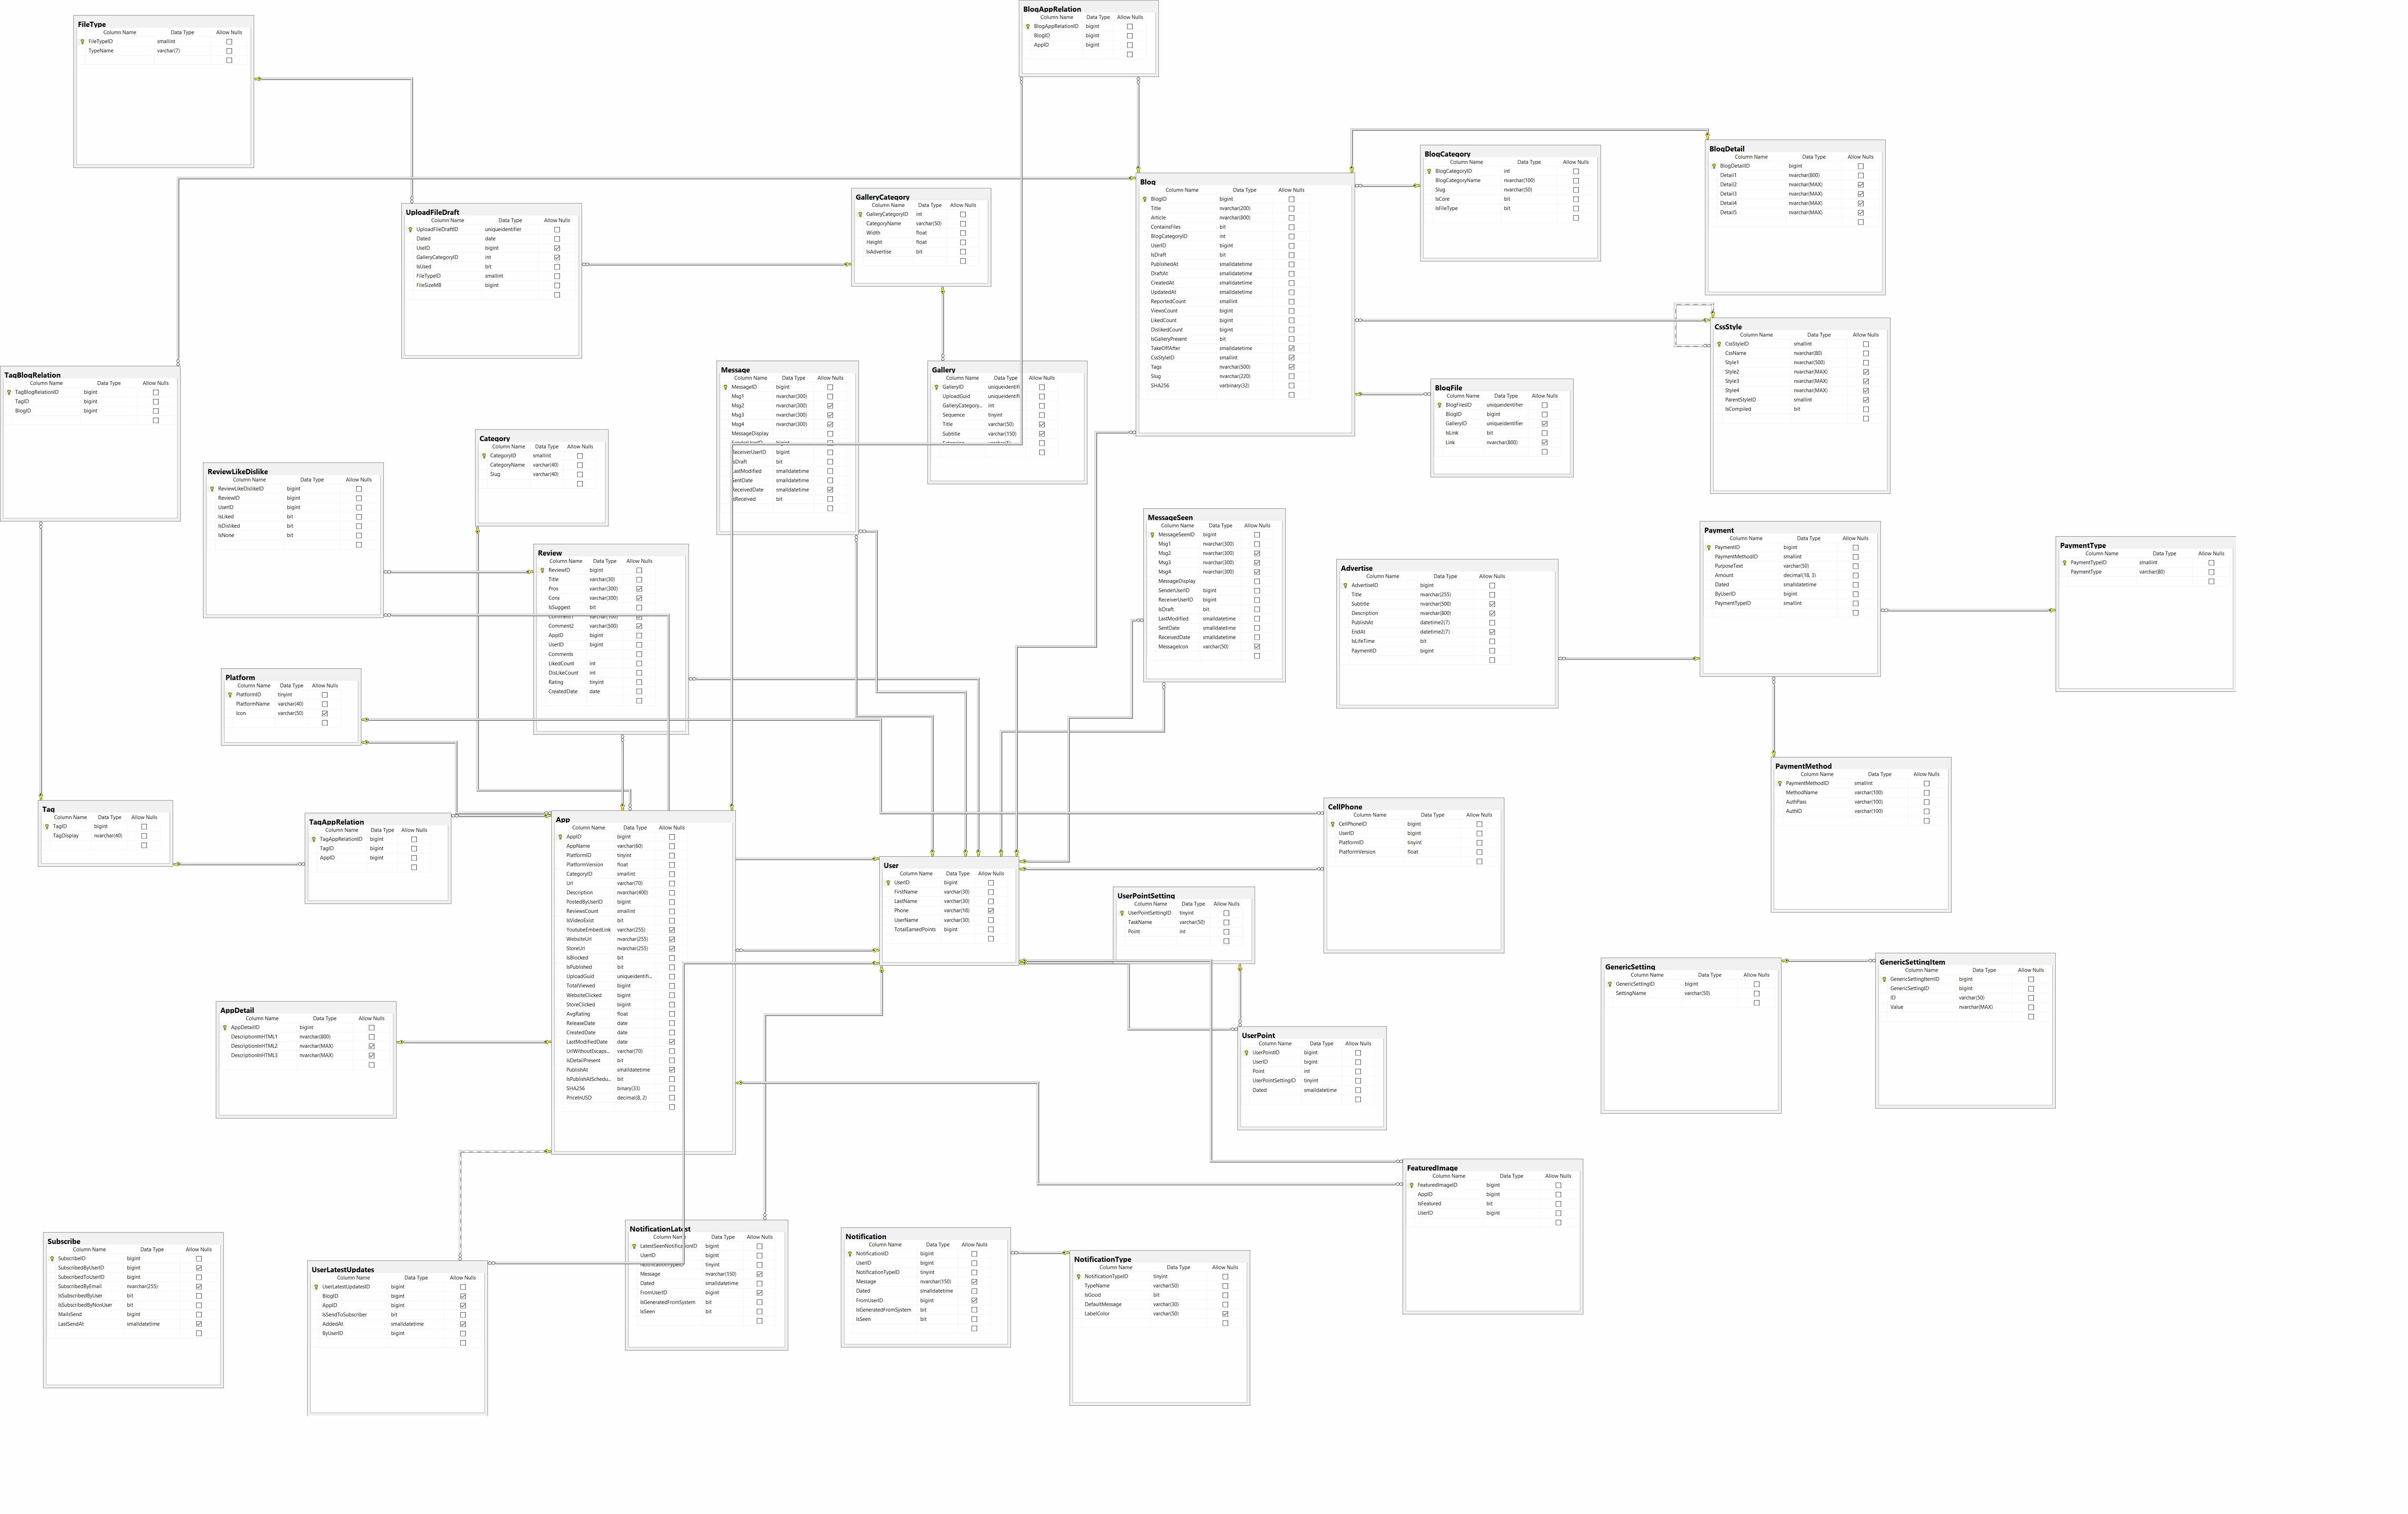 FileType
Column Name Data Type Allow Nulls
FileTypeID smallint
TypeName varchar(7)
BlogAppRelation
Column Name Data Type Allow Nulls
BlogAppRelationID bigint
BlogID bigint
AppID bigint
UploadFileDraft
Column Name Data Type Allow Nulls
UploadFileDraftID uniqueidentifier
Dated date
UseID bigint
GalleryCategoryID int
IsUsed bit
FileTypeID smallint
FileSizeMB bigint
GalleryCategory
Column Name Data Type Allow Nulls
GalleryCategoryID int
CategoryName varchar(50)
Width float
Height float
IsAdvertise bit
Blog
Column Name Data Type Allow Nulls
BlogID bigint
Title nvarchar(200)
Article nvarchar(800)
ContainsFiles bit
BlogCategoryID int
UserID bigint
IsDraft bit
PublishedAt smalldatetime
DraftAt smalldatetime
CreatedAt smalldatetime
UpdatedAt smalldatetime
ReportedCount smallint
ViewsCount bigint
LikedCount bigint
DislikedCount bigint
IsGalleryPresent bit
TakeOffAfter smalldatetime
CssStyleID smallint
Tags nvarchar(500)
Slug nvarchar(220)
SHA256 varbinary(32)
BlogCategory
Column Name Data Type Allow Nulls
BlogCategoryID int
BlogCategoryName nvarchar(100)
Slug nvarchar(50)
IsCore bit
IsFileType bit
BlogDetail
Column Name Data Type Allow Nulls
BlogDetailID bigint
Detail1 nvarchar(800)
Detail2 nvarchar(MAX)
Detail3 nvarchar(MAX)
Detail4 nvarchar(MAX)
Detail5 nvarchar(MAX)
CssStyle
Column Name Data Type Allow Nulls
CssStyleID smallint
CssName nvarchar(80)
Style1 nvarchar(500)
Style2 nvarchar(MAX)
Style3 nvarchar(MAX)
Style4 nvarchar(MAX)
ParentStyleID smallint
IsCompiled bit
TagBlogRelation
Column Name Data Type Allow Nulls
TagBlogRelationID bigint
TagID bigint
BlogID bigint
Message
Column Name Data Type Allow Nulls
MessageID bigint
Msg1 nvarchar(300)
Msg2 nvarchar(300)
Msg3 nvarchar(300)
Msg4 nvarchar(300)
MessageDisplay
bigint
ReceiverUserID bigint
IsDraft bit
LastModified smalldatetime
SentDate smalldatetime
ReceivedDate smalldatetime
IsReceived bit
Gallery
Column Name Data Type Allow Nulls
GalleryID uniqueidentifi
UploadGuid uniqueidentifi
GalleryCategory... int
Sequence tinyint
Title varchar(50)
Subtitle varchar(150)
BlogFile
Column Name Data Type Allow Nulls
BlogFilesID uniqueidentifier
BlogID bigint
GalleryID uniqueidentifier
IsLink bit
Link nvarchar(800)
Category
Column Name Data Type Allow Nulls
CategoryID smallint
CategoryName varchar(40)
Slug varchar(40)
ReviewLikeDislike
Column Name Data Type Allow Nulls
ReviewLikeDislikeID bigint
ReviewID bigint
UserID bigint
IsLiked bit
IsDisliked bit
IsNone bit
Review
Column Name Data Type Allow Nulls
ReviewID bigint
Title varchar(30)
Pros varchar(300)
Cons varchar(300)
IsSuggest bit
Comment1 varchar(100)
Comment2 varchar(500)
AppID bigint
UserID bigint
Comments
LikedCount int
DisLikeCount int
Rating tinyint
CreatedDate date
MessageSeen
Column Name Data Type Allow Nulls
MessageSeenID bigint
Msg1 nvarchar(300)
Msg2 nvarchar(300)
Msg3 nvarchar(300)
Msg4 nvarchar(300)
MessageDisplay
SenderUserID bigint
ReceiverUserID bigint
IsDraft bit
LastModified smalldatetime
SentDate smalldatetime
ReceivedDate smalldatetime
MessageIcon varchar(50)
Advertise
Column Name Data Type Allow Nulls
AdvertiseID bigint
Title nvarchar(255)
Subtitle nvarchar(500)
Description nvarchar(800)
PublishAt datetime2(7)
EndAt datetime2(7)
IsLifeTime bit
PaymentID bigint
Payment
Column Name Data Type Allow Nulls
PaymentID bigint
PaymentMethodID smallint
PurposeText varchar(50)
Amount decimal(18, 3)
Dated smalldatetime
ByUserID bigint
PaymentTypeID smallint
PaymentType
Column Name Data Type Allow Nulls
PaymentTypeID smallint
PaymentType varchar(80)
Platform
Column Name Data Type Allow Nulls
PlatformID tinyint
PlatformName varchar(40)
Icon varchar(50)
PaymentMethod
Column Name Data Type Allow Nulls
PaymentMethodID smallint
MethodName varchar(100)
AuthPass varchar(100)
AuthID varchar(100)
Tag
Column Name Data Type Allow Nulls
TagID bigint
TagDisplay nvarchar(40)
TagAppRelation
Column Name Data Type Allow Nulls
TagAppRelationID bigint
TagID bigint
AppID bigint
App
Column Name Data Type Allow Nulls
AppID bigint
AppName varchar(60)
PlatformID tinyint
PlatformVersion float
CategoryID smallint
Url varchar(70)
Description nvarchar(400)
PostedByUserID bigint
ReviewsCount smallint
IsVideoExist bit
YoutubeEmbedLink varchar(255)
WebsiteUrl nvarchar(255)
StoreUrl nvarchar(255)
IsBlocked bit
IsPublished bit
UploadGuid uniqueidentifi...
TotalViewed bigint
WebsiteClicked bigint
StoreClicked bigint
AvgRating float
ReleaseDate date
CreatedDate date
LastModifiedDate date
UrlWithoutEscaps... varchar(70)
IsDetailPresent bit
PublishAt smalldatetime
IsPublishAtSchedu... bit
SHA256 binary(33)
PriceInUSD decimal(8, 2)
CellPhone
Column Name Data Type Allow Nulls
CellPhoneID bigint
UserID bigint
PlatformID tinyint
PlatformVersion float
User
Column Name Data Type Allow Nulls
UserID bigint
FirstName varchar(30)
LastName varchar(30)
Phone varchar(16)
UserName varchar(30)
TotalEarnedPoints bigint
UserPointSetting
Column Name Data Type Allow Nulls
UserPointSettingID tinyint
TaskName varchar(50)
Point int
GenericSetting
Column Name Data Type Allow Nulls
GenericSettingID bigint
SettingName varchar(50)
GenericSettingItem
Column Name Data Type Allow Nulls
GenericSettingItemID bigint
GenericSettingID bigint
ID varchar(50)
Value nvarchar(MAX)
AppDetail
Column Name Data Type Allow Nulls
AppDetailID bigint
DescriptionInHTML1 nvarchar(800)
DescriptionInHTML2 nvarchar(MAX)
DescriptionInHTML3 nvarchar(MAX)
UserPoint
Column Name Data Type Allow Nulls
UserPointID bigint
UserID bigint
Point int
UserPointSettingID tinyint
Dated smalldatetime
FeaturedImage
Column Name Data Type Allow Nulls
FeaturedImageID bigint
AppID bigint
IsFeatured bit
UserID bigint
Subscribe
Column Name Data Type Allow Nulls
SubscribeID bigint
SubscribedByUserID bigint
SubscribedToUserID bigint
SubscribedByEmail nvarchar(255)
IsSubscribedByUser bit
IsSubscribedByNonUser bit
MailsSend bigint
LastSendAt smalldatetime
UserLatestUpdates
Column Name Data Type Allow Nulls
UserLatestUpdatesID bigint
BlogID bigint
AppID bigint
IsSendToSubscriber bit
AddedAt smalldatetime
ByUserID bigint
NotificationLatest
Column Name Data Type Allow Nulls
LatestSeenNotificationID bigint
UserID bigint
NotificationTypeID tinyint
Message nvarchar(150)
Dated smalldatetime
FromUserID bigint
IsGeneratedFromSystem bit
IsSeen bit
Notification
Column Name Data Type Allow Nulls
NotificationID bigint
UserID bigint
NotificationTypeID tinyint
Message nvarchar(150)
Dated smalldatetime
FromUserID bigint
IsGeneratedFromSystem bit
IsSeen bit
NotificationType
Column Name Data Type Allow Nulls
NotificationTypeID tinyint
TypeName varchar(50)
IsGood bit
DefaultMessage varchar(30)
LabelColor varchar(50)